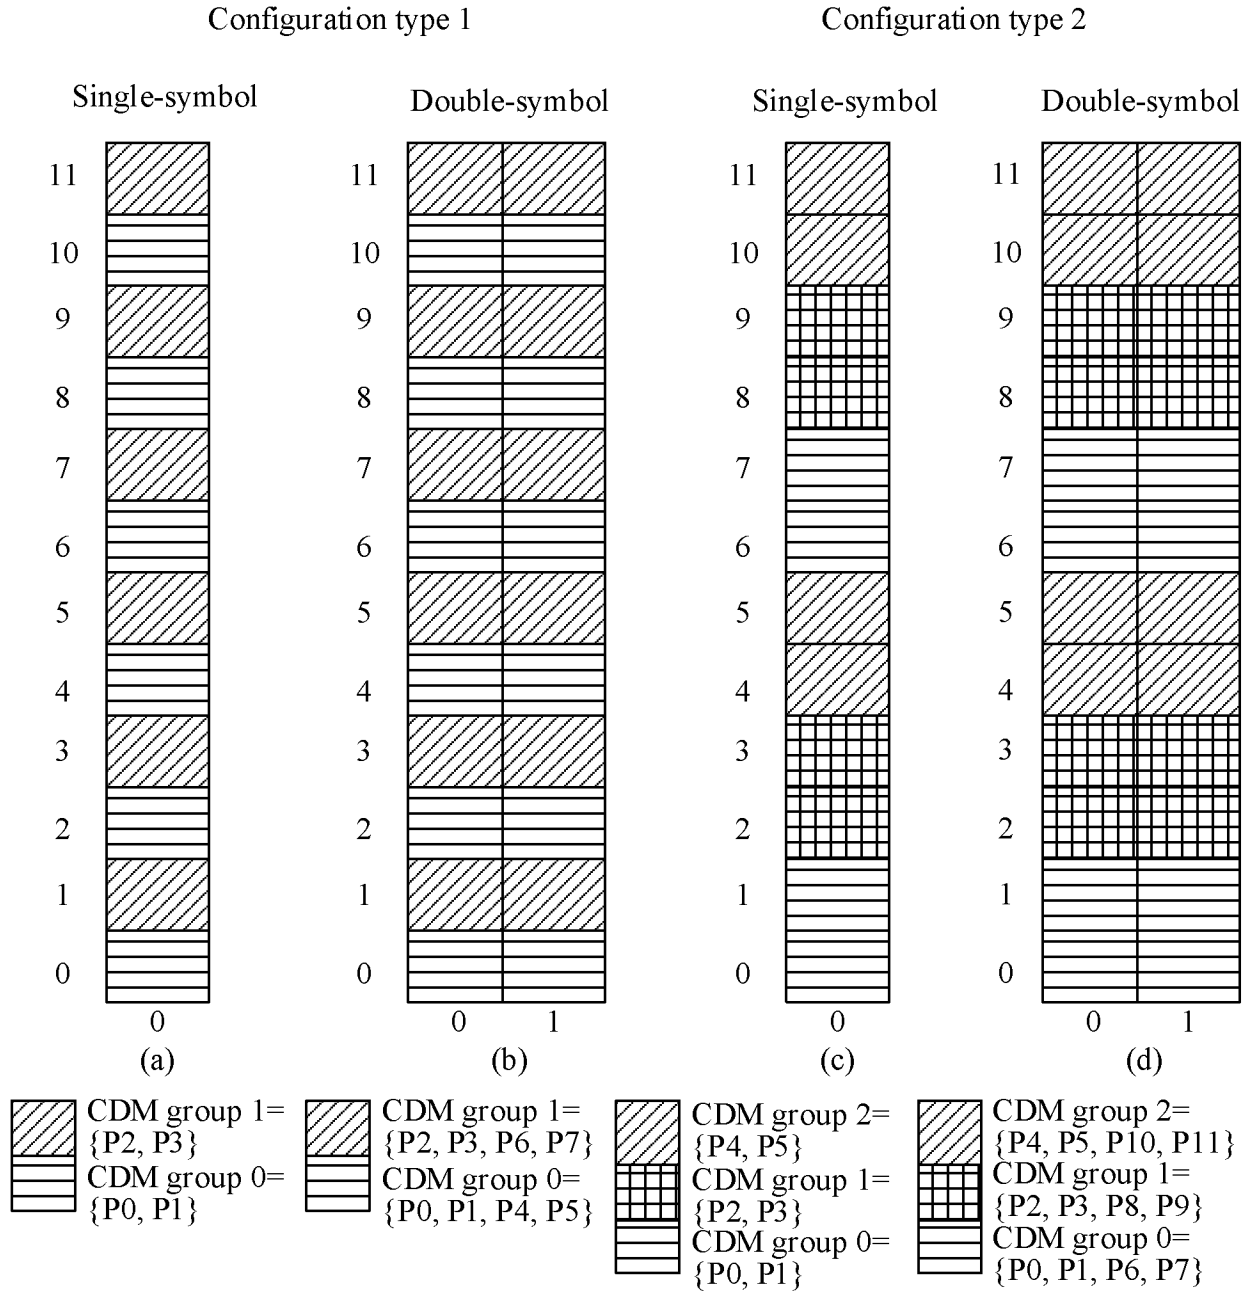 Configuration type 1
Configuration type 2
Single-symbol
Double-symbol
Single-symbol
Double-symbol
11
10
9
8
7
6
5
4
3
2
1
0
0
(a)
11
10
9
8
7
6
5
4
3
2
1
0
0 1
(b)
11
10
9
8
7
6
5
4
3
2
1
0
0
(c)
11
10
9
8
7
6
5
4
3
2
1
0
0 1
(d)
CDM group 1=
{P2, P3}
CDM group 0=
{P0, P1}
CDM group 1=
{P2, P3, P6, P7}
CDM group 0=
{P0, P1, P4, P5}
CDM group 2=
{P4, P5}
CDM group 1=
{P2, P3}
CDM group 0=
{P0, P1}
CDM group 2=
{P4, P5, P10, P11}
CDM group 1=
{P2, P3, P8, P9}
CDM group 0=
{P0, P1, P6, P7}